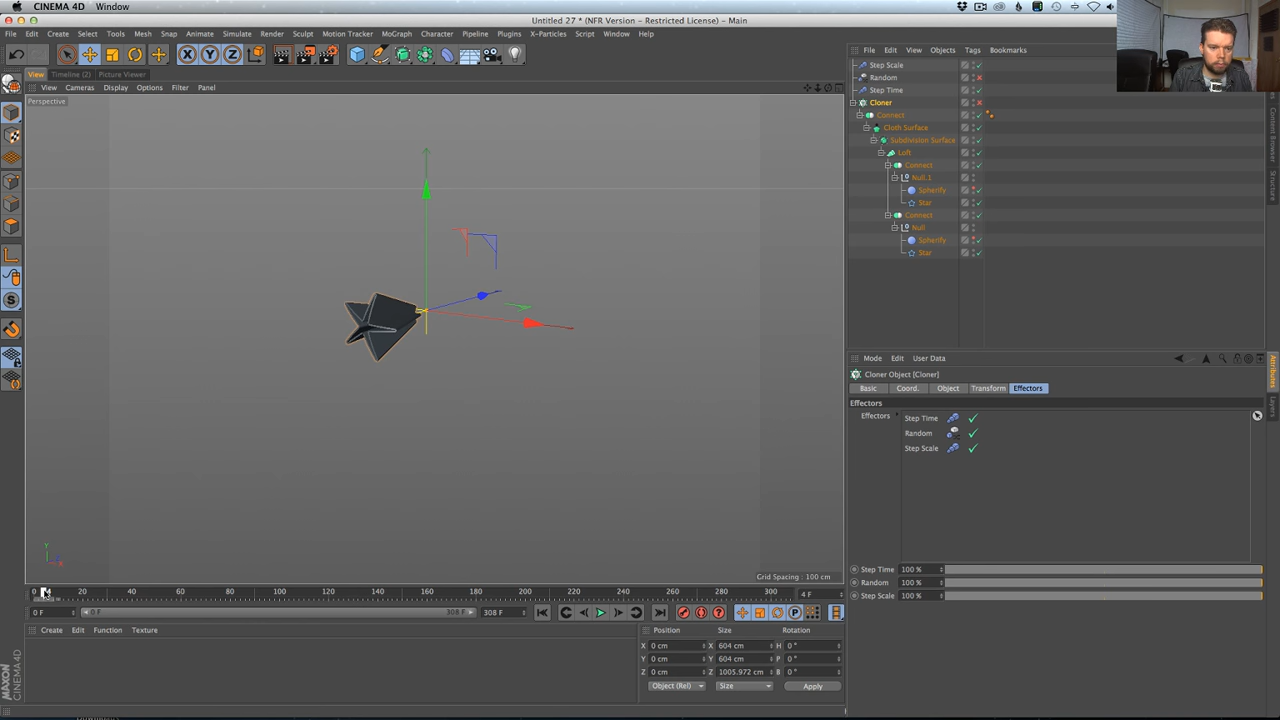 CINEMA 4D Window
Untitled 27 * (NFR Version - Restricted License) - Main
File Edit Create Select Tools Mesh Snap Animate Simulate Render Sculpt Motion Tracker MoGraph Character Pipeline Plugins X-Particles Script Window Help
File Edit View Objects Tags Bookmarks
Step Scale
View Timeline (2) Picture Viewer
Random
View Cameras Display Options Filter Panel
Step Time
Perspective
Cloner
Connect
Cloth Surface
Subdivision Surface
Loft
Connect
Null.1
Spherify
Star
Connect
Null
Spherify
Star
Content Browser
Structure
Mode Edit User Data
Cloner Object [Cloner]
Basic Coord. Object Transform Effectors
Effectors
Effectors Step Time
Random
Step Scale
Attributes
Layers
Y
Grid Spacing : 100 cm
Step Time 100 %
Random 100 %
Step Scale 100 %
0 20 40 60 80 100 120 140 160 180 200 220 240 260 280 300 4 F
0 F 0 F 308 F 308 F
Create Edit Function Texture
Position Size Rotation
X 0 cm X 604 cm H 0 °
Y 0 cm Y 604 cm P 0 °
Z 0 cm Z 1005.972 cm B 0 °
Object (Rel) Size Apply
MAXON CINEMA 4D